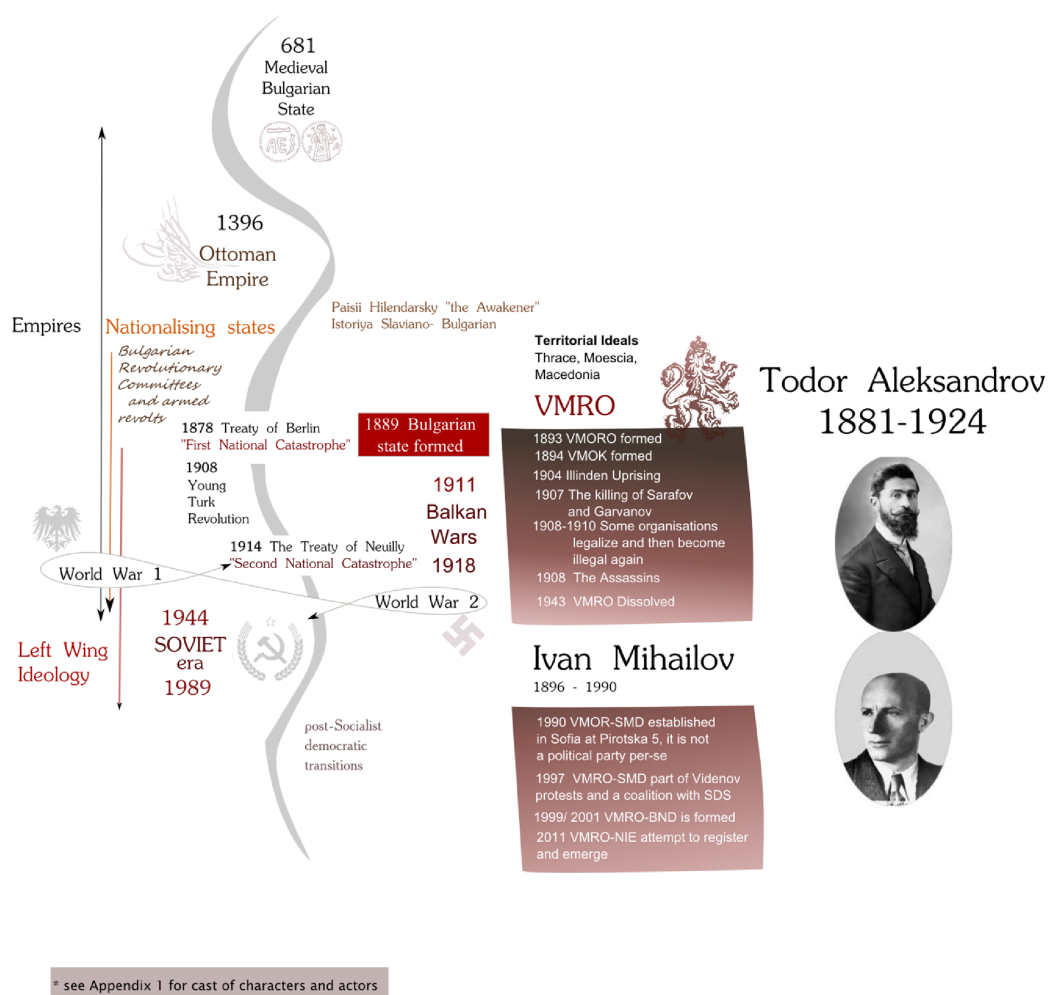 681
Medieval
Bulgarian
State
1396
Ottoman
Empire
Paisii Hilendarsky "the Awakener"
Istoriya Slaviano- Bulgarian
Empires
Nationalising states
Bulgarian
Revolutionary
Committees
and armed
revolts
1878 Treaty of Berlin
"First National Catastrophe"
1908
Young
Turk
Revolution
1889 Bulgarian
state formed
1911
Balkan
Wars
1918
1914 The Treaty of Neuilly
"Second National Catastrophe"
World War 1
World War 2
1944
SOVIET
era
1989
Left Wing
Ideology
post-Socialist
democratic
transitions
Territorial Ideals
Thrace, Moescia,
Macedonia
VMRO
1893 VMORO formed
1894 VMOK formed
1904 Illinden Uprising
1907 The killing of Sarafov
and Garvanov
1908-1910 Some organisations
legalize and then become
illegal again
1908 The Assassins
1943 VMRO Dissolved
Todor Aleksandrov
1881-1924
Ivan Mihailov
1896 - 1990
1990 VMOR-SMD established
in Sofia at Pirotska 5, it is not
a political party per-se
1997 VMRO-SMD part of Videnov
protests and a coalition with SDS
1999/ 2001 VMRO-BND is formed
2011 VMRO-NIE attempt to register
and emerge
* see Appendix 1 for cast of characters and actors